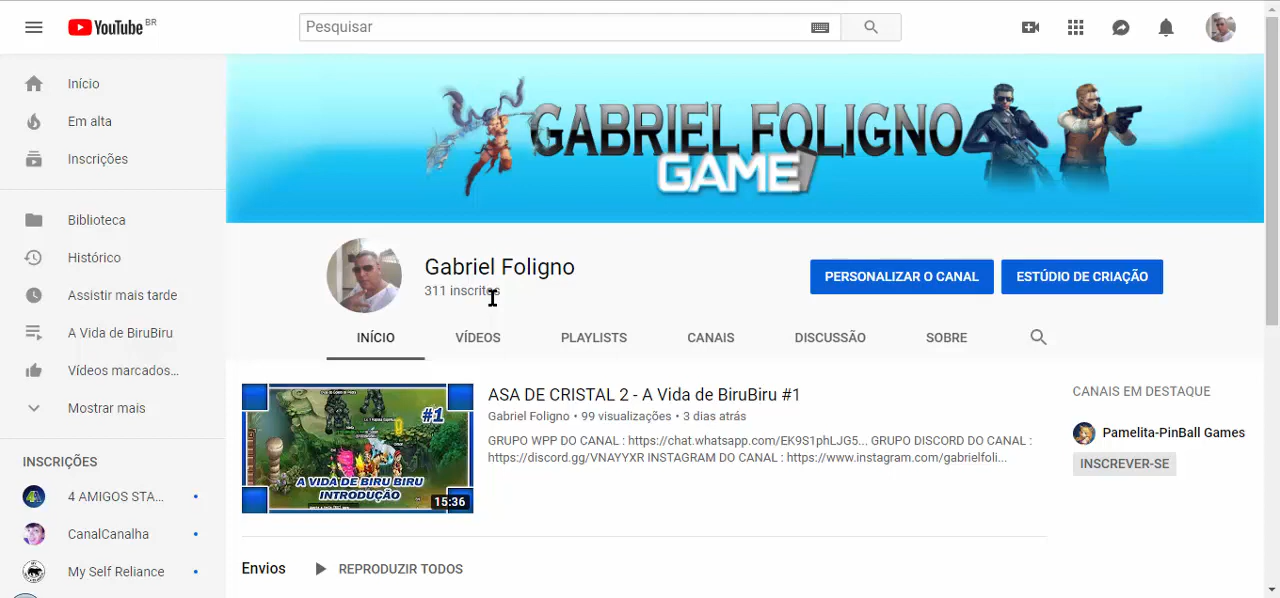 YouTube BR
Pesquisar
Início
Em alta
Inscrições
Biblioteca
Histórico
Assistir mais tarde
A Vida de BiruBiru
Vídeos marcados...
Mostrar mais
INSCRIÇÕES
4 AMIGOS STA...
CanalCanalha
My Self Reliance
GABRIEL FOLIGNO
GAME
Gabriel Foligno
311 inscritos
PERSONALIZAR O CANAL
ESTÚDIO DE CRIAÇÃO
INÍCIO VÍDEOS PLAYLISTS CANAIS DISCUSSÃO SOBRE
#1
A VIDA DE BIRU BIRU
INTRODUÇÃO
15:36
ASA DE CRISTAL 2 - A Vida de BiruBiru #1
Gabriel Foligno • 99 visualizações • 3 dias atrás
GRUPO WPP DO CANAL : https://chat.whatsapp.com/EK9S1phLJG5... GRUPO DISCORD DO CANAL :
https://discord.gg/VNAYYXR INSTAGRAM DO CANAL : https://www.instagram.com/gabrielfoli...
CANAIS EM DESTAQUE
Pamelita-PinBall Games
INSCREVER-SE
Envios
REPRODUZIR TODOS